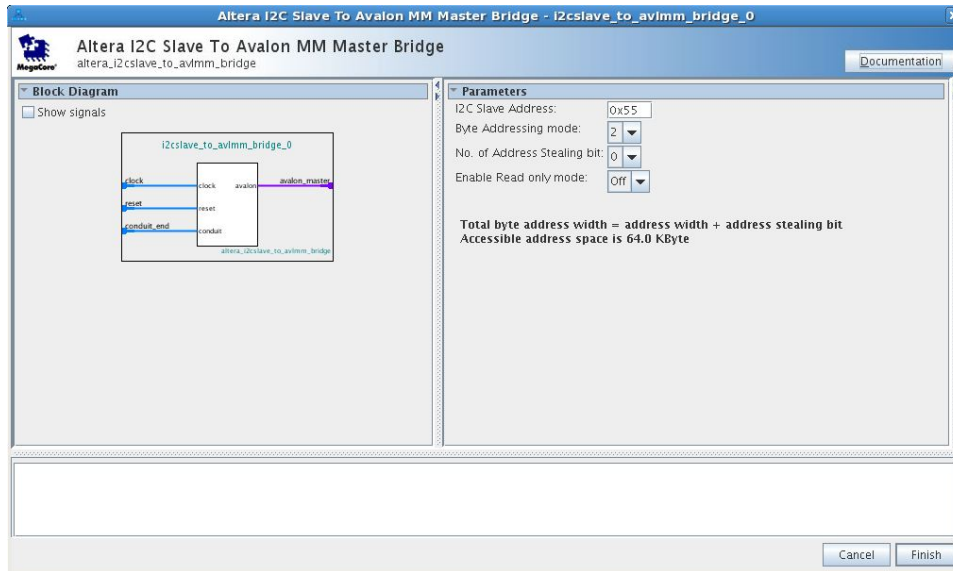 Altera I2C Slave To Avalon MM Master Bridge - i2cslave_to_avlmm_bridge_0
MegaCore'
Altera I2C Slave To Avalon MM Master Bridge
altera_i2cslave_to_avlmm_bridge
Documentation
Block Diagram
Show signals
i2cslave_to_avlmm_bridge_0
clock
clock
avalon
avalon_master
reset
reset
conduit_end
conduit
altera_i2cslave_to_avlmm_bridge
Parameters
I2C Slave Address: 0x55
Byte Addressing mode: 2
No. of Address Stealing bit: 0
Enable Read only mode: Off
Total byte address width = address width + address stealing bit
Accessible address space is 64.0 KByte
Cancel
Finish